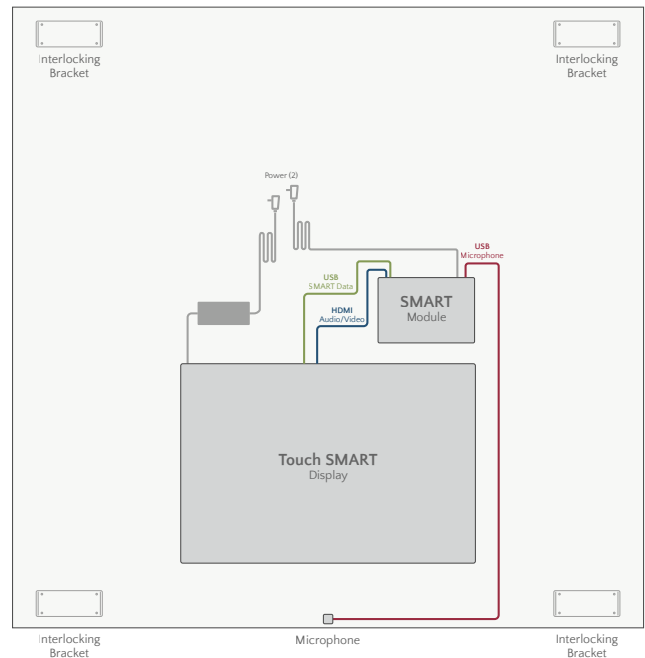 Interlocking
Bracket
Interlocking
Bracket
Power (2)
USB
Microphone
USB
SMART Data
HDMI
Audio/Video
SMART
Module
Touch SMART
Display
Interlocking
Bracket
Microphone
Interlocking
Bracket